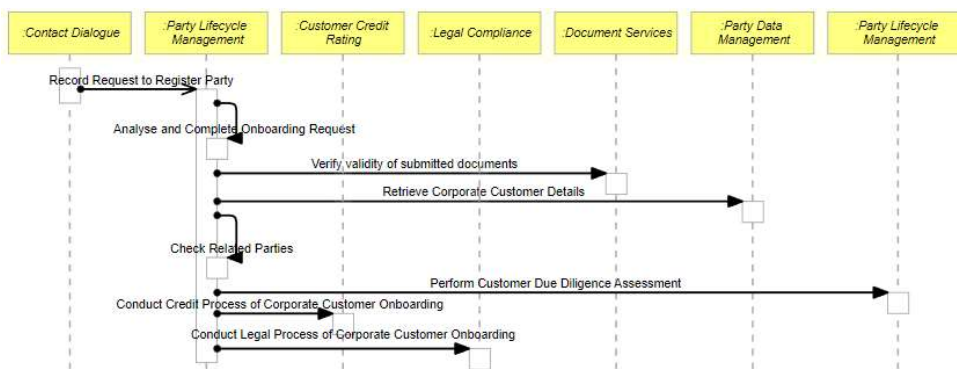 :Contact Dialogue
:Party Lifecycle
Management
:Customer Credit
Rating
:Legal Compliance
:Document Services
:Party Data
Management
:Party Lifecycle
Management
Record Request to Register Party
Analyse and Complete Onboarding Request
Verify validity of submitted documents
Retrieve Corporate Customer Details
Check Related Parties
Perform Customer Due Diligence Assessment
Conduct Credit Process of Corporate Customer Onboarding
Conduct Legal Process of Corporate Customer Onboarding